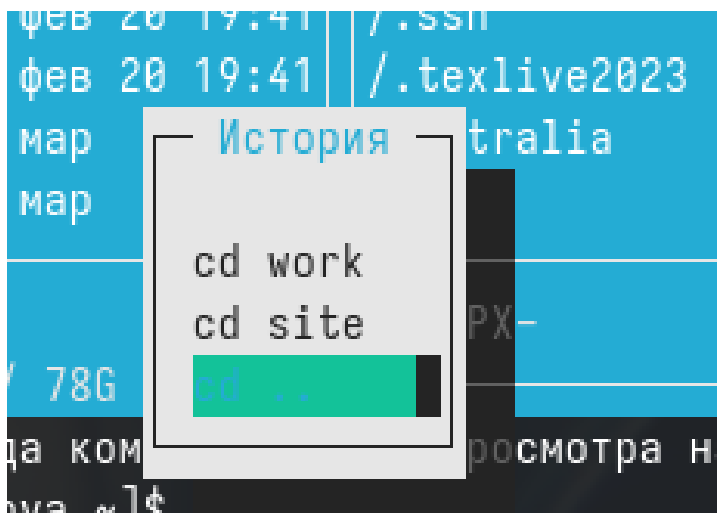 фев 20 19:41 /.ssh
фев 20 19:41 /.texlive2023
мар История tralia
мар
cd work
cd site PX-
78G cd ..
да ком росмотра н
ova ~]$